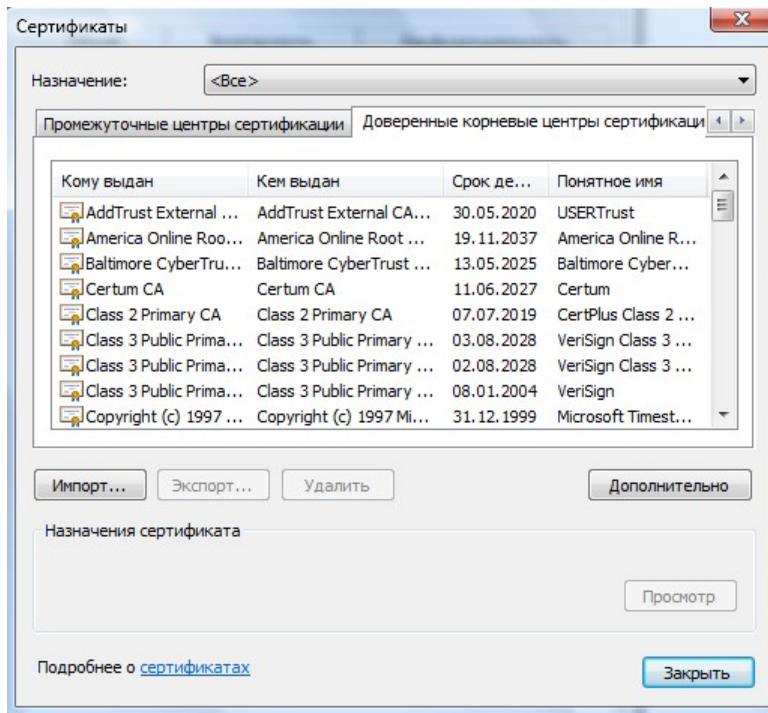 Сертификаты
Назначение: <Все>
Промежуточные центры сертификации Доверенные корневые центры сертификаци
Кому выдан Кем выдан Срок де... Понятное имя
AddTrust External ... AddTrust External CA... 30.05.2020 USERTrust
America Online Roo... America Online Root ... 19.11.2037 America Online R...
Baltimore CyberTru... Baltimore CyberTrust ... 13.05.2025 Baltimore Cyber...
Certum CA Certum CA 11.06.2027 Certum
Class 2 Primary CA Class 2 Primary CA 07.07.2019 CertPlus Class 2 ...
Class 3 Public Prima... Class 3 Public Primary ... 03.08.2028 VeriSign Class 3 ...
Class 3 Public Prima... Class 3 Public Primary ... 02.08.2028 VeriSign Class 3 ...
Class 3 Public Prima... Class 3 Public Primary ... 08.01.2004 VeriSign
Copyright (c) 1997 ... Copyright (c) 1997 Mi... 31.12.1999 Microsoft Timest...
Импорт... Экспорт... Удалить Дополнительно
Назначения сертификата
Просмотр
Подробнее о сертификатах
Закрыть